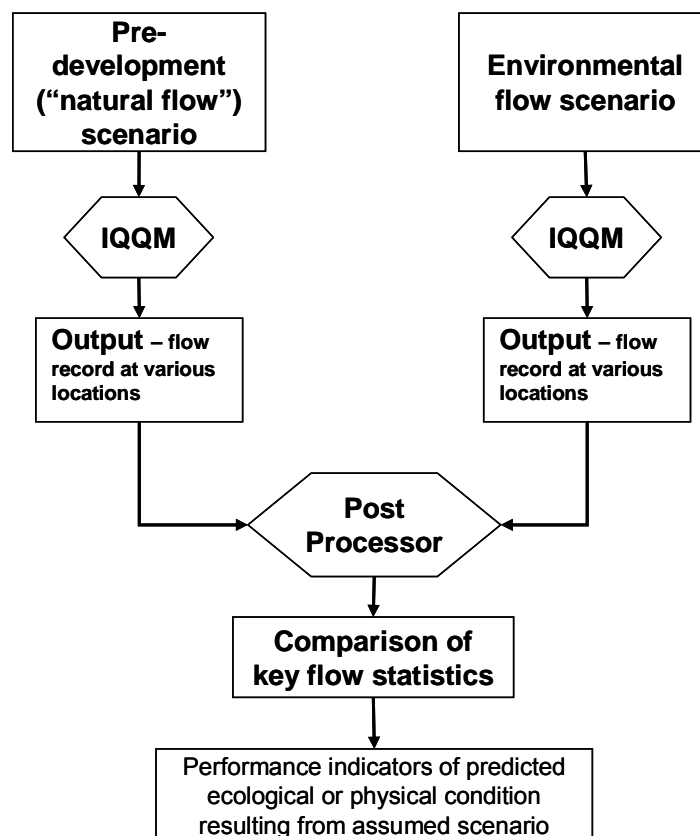 Pre-
development
(“natural flow”)
scenario
Environmental
flow scenario
IQQM
IQQM
Output – flow
record at various
locations
Output – flow
record at various
locations
Post
Processor
Comparison of
key flow statistics
Performance indicators of predicted
ecological or physical condition
resulting from assumed scenario